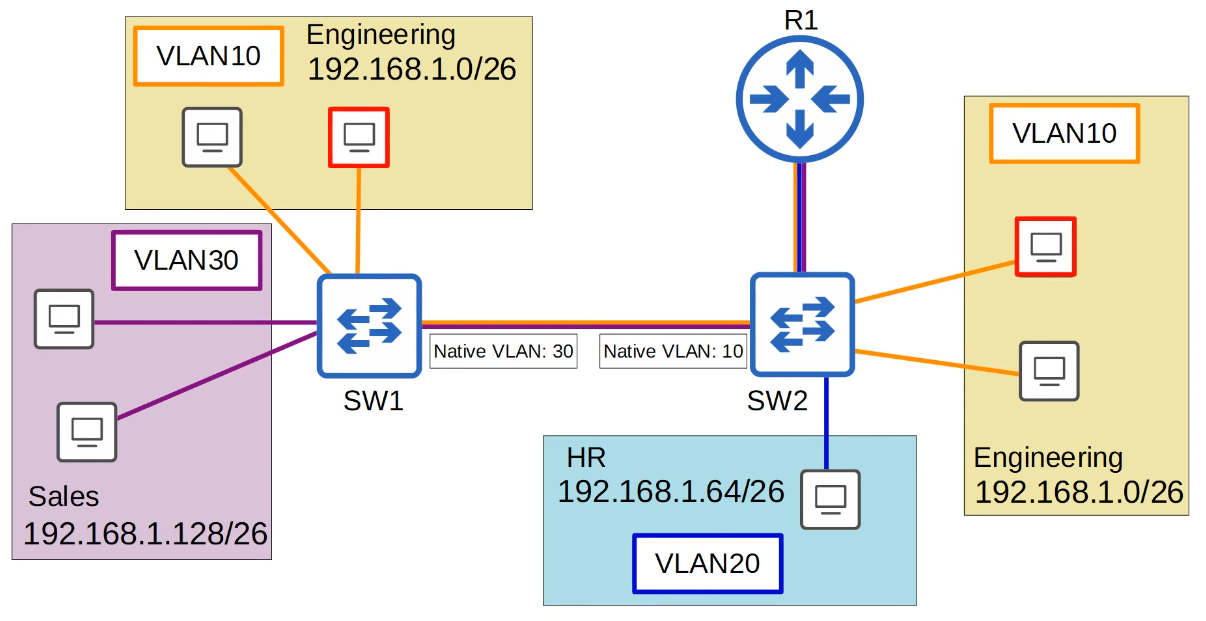 R1
VLAN10
Engineering
192.168.1.0/26
VLAN10
VLAN30
Native VLAN: 30
Native VLAN: 10
SW1
SW2
Sales
192.168.1.128/26
HR
192.168.1.64/26
VLAN20
Engineering
192.168.1.0/26